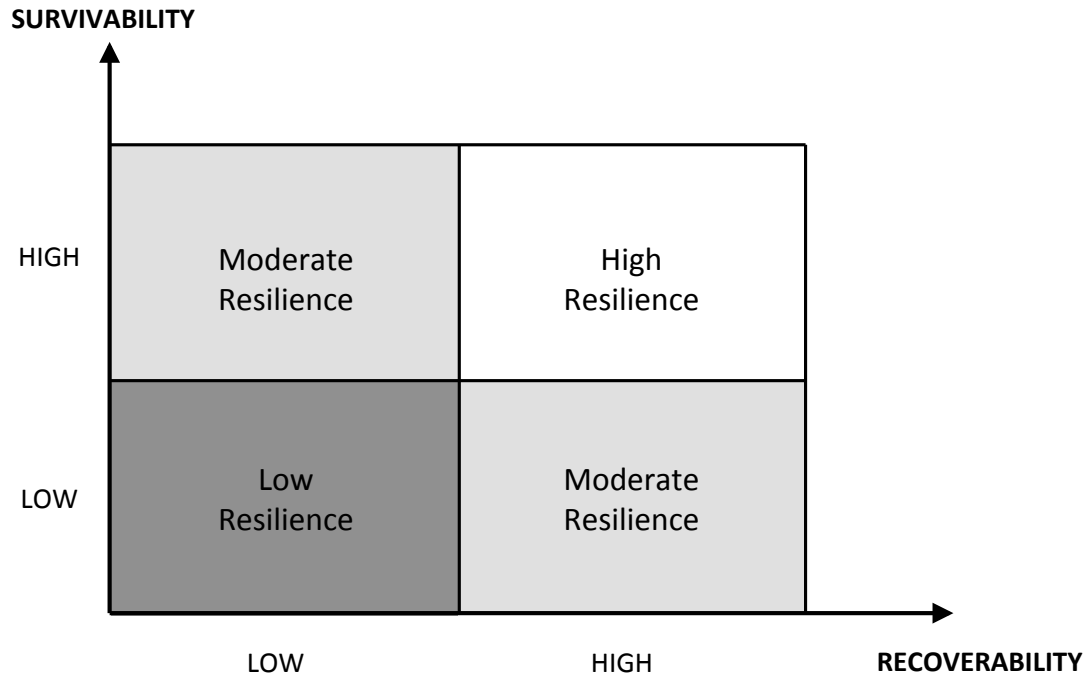 SURVIVABILITY
HIGH
Moderate
Resilience
High
Resilience
LOW
Low
Resilience
Moderate
Resilience
LOW
HIGH
RECOVERABILITY